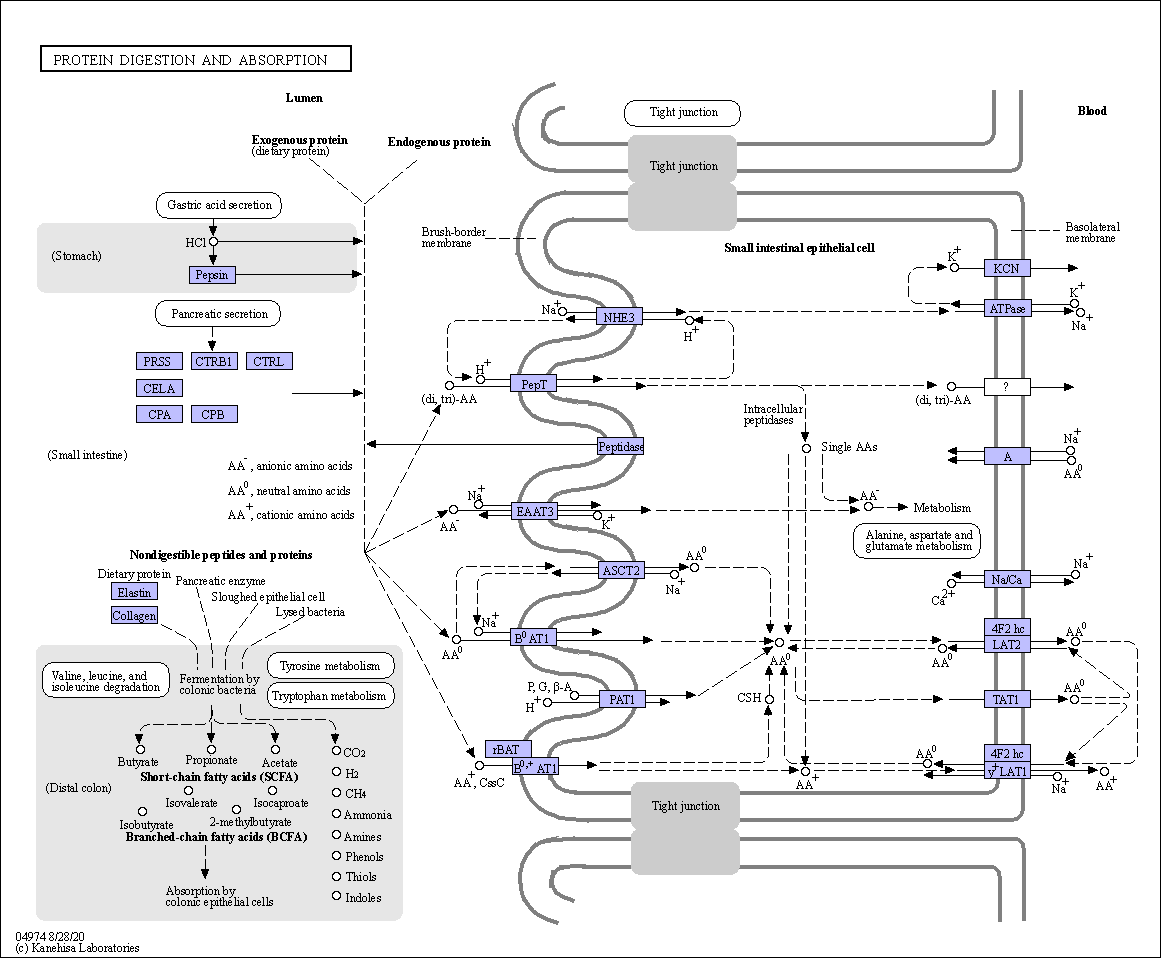 PROTEIN DIGESTION AND ABSORPTION
Lumen
Blood
Exogenous protein
(dietary protein)
Endogenous protein
Tight junction
Tight junction
Gastric acid secretion
HCl
(Stomach)
Pepsin
Pancreatic secretion
PRSS
CTRB1
CTRL
CELA
CPA
CPB
(Small intestine)
AA-, anionic amino acids
AA0, neutral amino acids
AA+, cationic amino acids
Brush-border
membrane
Small intestinal epithelial cell
Basolateral
membrane
K+
KCN
ATPase
K+
Na+
Na+
NHE3
H+
H+
PepT
(di, tri)-AA
Intracellular
peptidases
(di, tri)-AA
?
Peptidase
Single AAs
Na+
A
AA0
Na+
EAAT3
AA-
K+
AA-
Metabolism
Alanine, aspartate and
glutamate metabolism
ASCT2
AA0
Na+
Na/Ca
Na+
Ca2+
Na+
B0AT1
AA0
AA0
AA0
4F2 hc
LAT2
AA0
P, G, β-A
H+
PAT1
CSH
TAT1
AA0
rBAT
B0,+ AT1
AA+, CssC
AA+
AA0
4F2 hc
y+LAT1
Na+
AA+
Tight junction
Nondigestible peptides and proteins
Dietary protein
Elastin
Collagen
Pancreatic enzyme
Sloughed epithelial cell
Lysed bacteria
Valine, leucine, and
isoleucine degradation
Fermentation by
colonic bacteria
Tyrosine metabolism
Tryptophan metabolism
Butyrate
Propionate
Acetate
Short-chain fatty acids (SCFA)
Isovalerate
Isocaproate
Isobutyrate
2-methylbutyrate
Branched-chain fatty acids (BCFA)
Absorption by
colonic epithelial cells
(Distal colon)
CO2
H2
CH4
Ammonia
Amines
Phenols
Thiols
Indoles
04974 8/28/20
(c) Kanehisa Laboratories